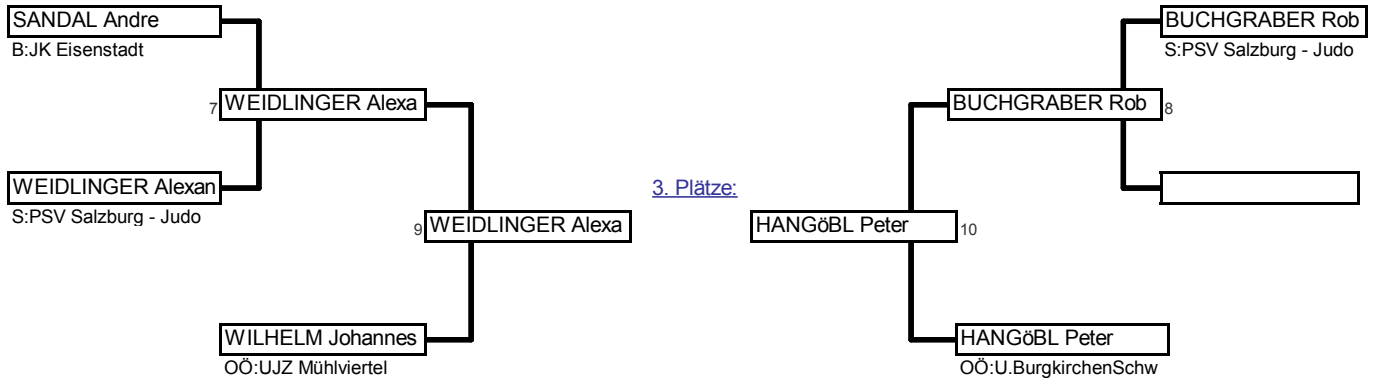 SANDAL Andre
B:JK Eisenstadt
7 WEIDLINGER Alexa
WEIDLINGER Alexan
S:PSV Salzburg - Judo
9 WEIDLINGER Alexa
WILHELM Johannes
OÖ:UJZ Mühlviertel
3. Plätze:
BUCHGRABER Rob
S:PSV Salzburg - Judo
BUCHGRABER Rob 8
HANGöBL Peter 10
HANGöBL Peter
OÖ:U.BurgkirchenSchw